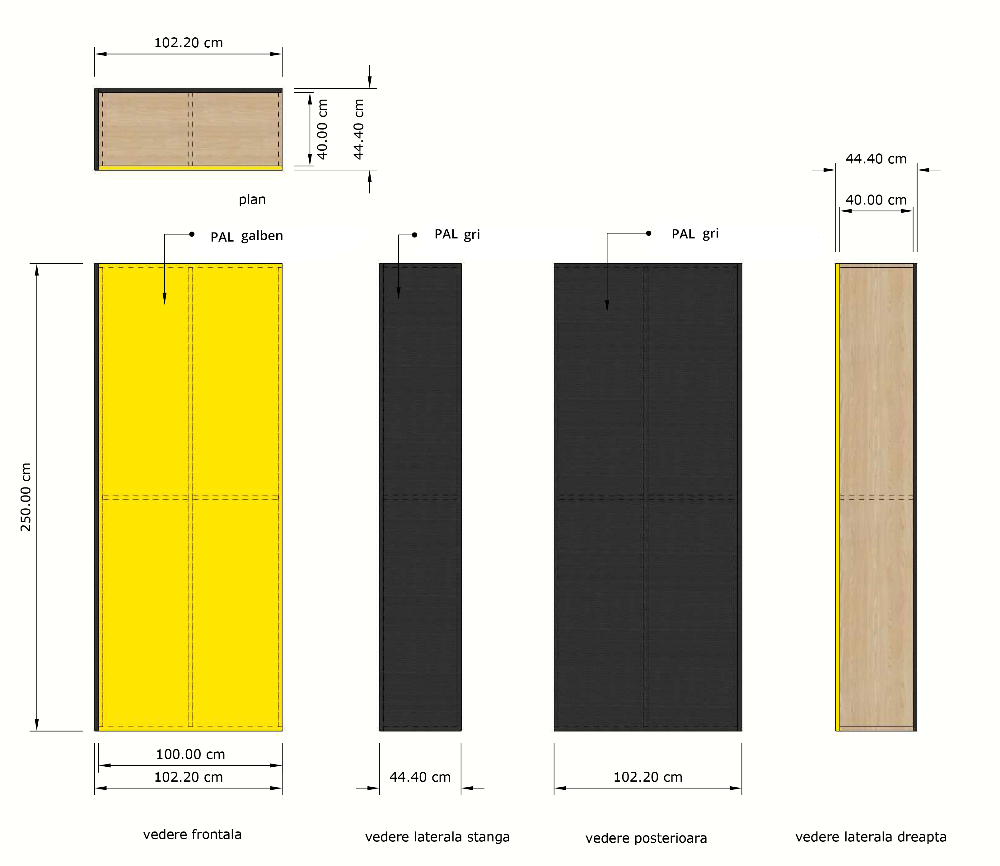 102.20 cm
40.00 cm
44.40 cm
plan
44.40 cm
40.00 cm
PAL galben
PAL gri
PAL gri
250.00 cm
100.00 cm
102.20 cm
44.40 cm
102.20 cm
vedere frontala
vedere laterala stanga
vedere posterioara
vedere laterala dreapta